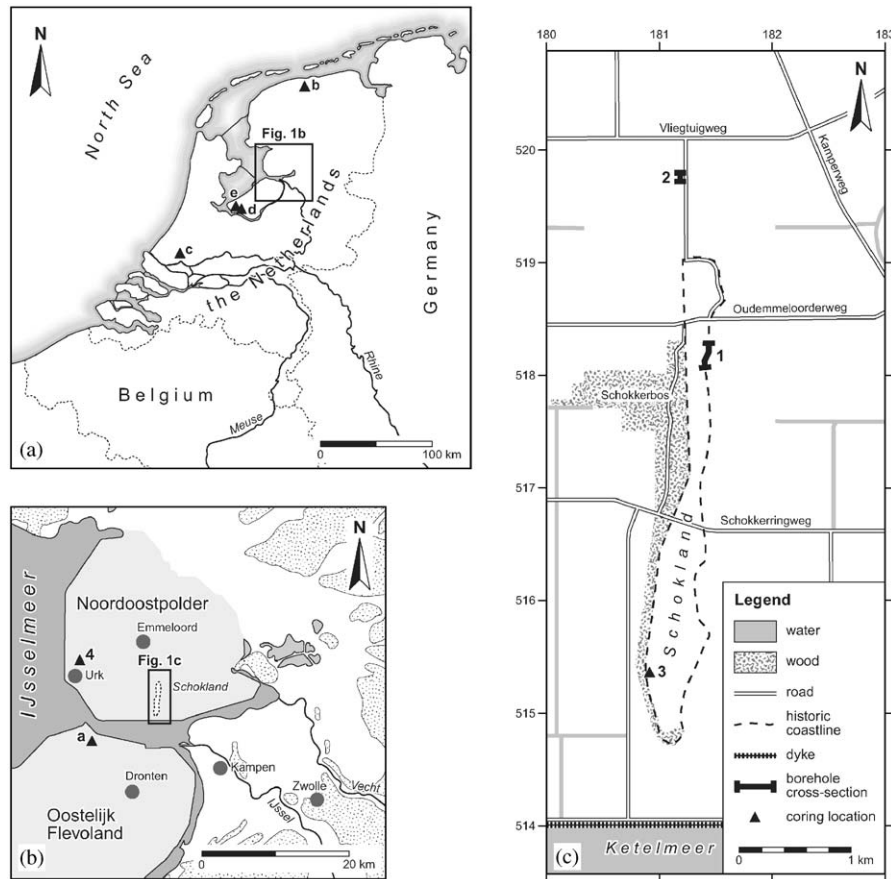 N
North Sea
b
Fig. 1b
e
d
c
the Netherlands
Germany
Belgium
Rhine
Meuse
(a)
0
100 km
N
IJsselmeer
Noordoostpolder
Emmeloord
4
Fig. 1c
Urk
Schokland
a
Kampen
Dronten
Zwolle
Vecht
IJssel
Oostelijk
Flevoland
(b)
0
20 km
180 181 182 183
N
Vliegtuigweg
520
Kamperweg
2
519
Oudemmeloorderweg
1
518
Schokkerbos
517
Schokkerringweg
Schokland
516
3
515
514
Legend
water
wood
road
historic
coastline
dyke
borehole
cross-section
coring location
0
1 km
Ketelmeer
(c)